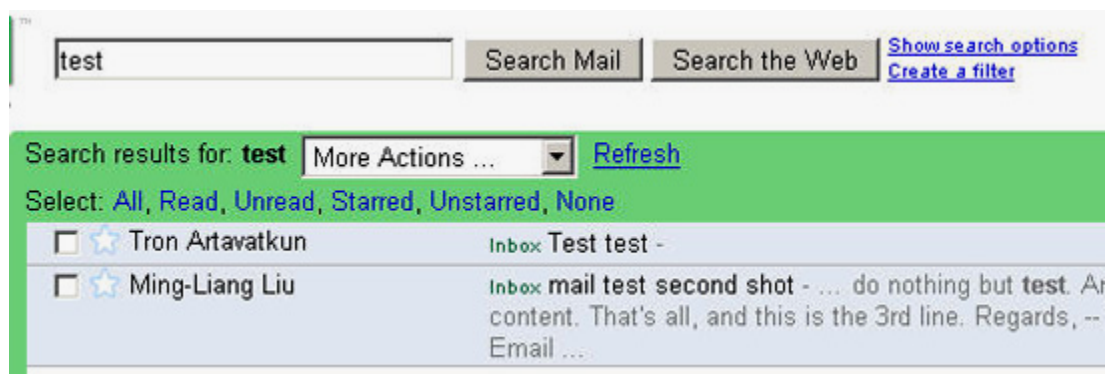 TM
test Search Mail Search the Web Show search options
Create a filter
Search results for: test More Actions ... Refresh
Select: All, Read, Unread, Starred, Unstarred, None
Tron Artavatkun Inbox Test test -
Ming-Liang Liu Inbox mail test second shot - ... do nothing but test. Ar
content. That's all, and this is the 3rd line. Regards, --
Email ...